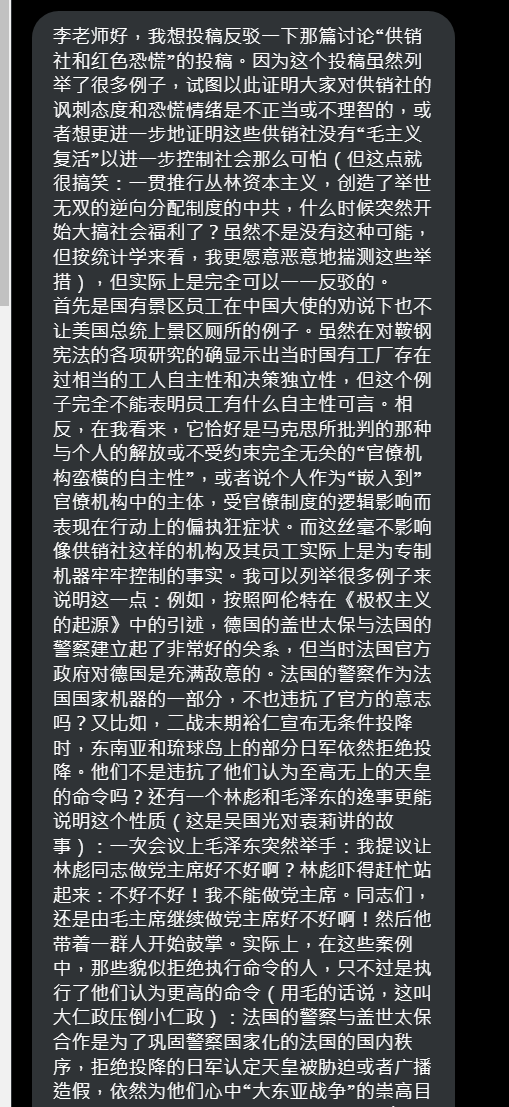 李老师好，我想投稿反驳一下那篇讨论“供销
社和红色恐慌”的投稿。因为这个投稿虽然列
举了很多例子，试图以此证明大家对供销社的
讽刺态度和恐慌情绪是不正当或不理智的，或
者想更进一步地证明这些供销社没有“毛主义
复活”以进一步控制社会那么可怕（但这点就
很搞笑：一贯推行丛林资本主义，创造了举世
无双的逆向分配制度的中共，什么时候突然开
始大搞社会福利了？虽然不是没有这种可能，
但按统计学来看，我更愿意恶意地揣测这些举
措），但实际上是完全可以一一反驳的。
首先是国有景区员工在中国大使的劝说下也不
让美国总统上景区厕所的例子。虽然在对鞍钢
宪法的各项研究的确显示出当时国有工厂存在
过相当的工人自主性和决策独立性，但这个例
子完全不能表明员工有什么自主性可言。相
反，在我看来，它恰好是马克思所批判的那种
与个人的解放或不受约束完全无关的“官僚机
构蛮横的自主性”，或者说个人作为“嵌入到”
官僚机构中的主体，受官僚制度的逻辑影响而
表现在行动上的偏执狂症状。而这丝毫不影响
像供销社这样的机构及其员工实际上是为专制
机器牢牢控制的事实。我可以列举很多例子来
说明这一点：例如，按照阿伦特在《极权主义
的起源》中的引述，德国的盖世太保与法国的
警察建立起了非常好的关系，但当时法国官方
政府对德国是充满敌意的。法国的警察作为法
国国家机器的一部分，不也违抗了官方的意志
吗？又比如，二战末期裕仁宣布无条件投降
时，东南亚和琉球岛上的部分日军依然拒绝投
降。他们不是违抗了他们认为至高无上的天皇
的命令吗？还有一个林彪和毛泽东的逸事更能
说明这个性质（这是吴国光对袁莉讲的故
事）：一次会议上毛泽东突然举手：我提议让
林彪同志做党主席好不好啊？林彪吓得赶忙站
起来：不好不好！我不能做党主席。同志们，
还是由毛主席继续做党主席好不好啊！然后他
带着一群人开始鼓掌。实际上，在这些案例
中，那些貌似拒绝执行命令的人，只不过是执
行了他们认为更高的命令（用毛的话说，这叫
大仁政压倒小仁政）：法国的警察与盖世太保
合作是为了巩固警察国家化的法国的国内秩
序，拒绝投降的日军认定天皇被胁迫或者广播
造假，依然为他们心中“大东亚战争”的崇高目